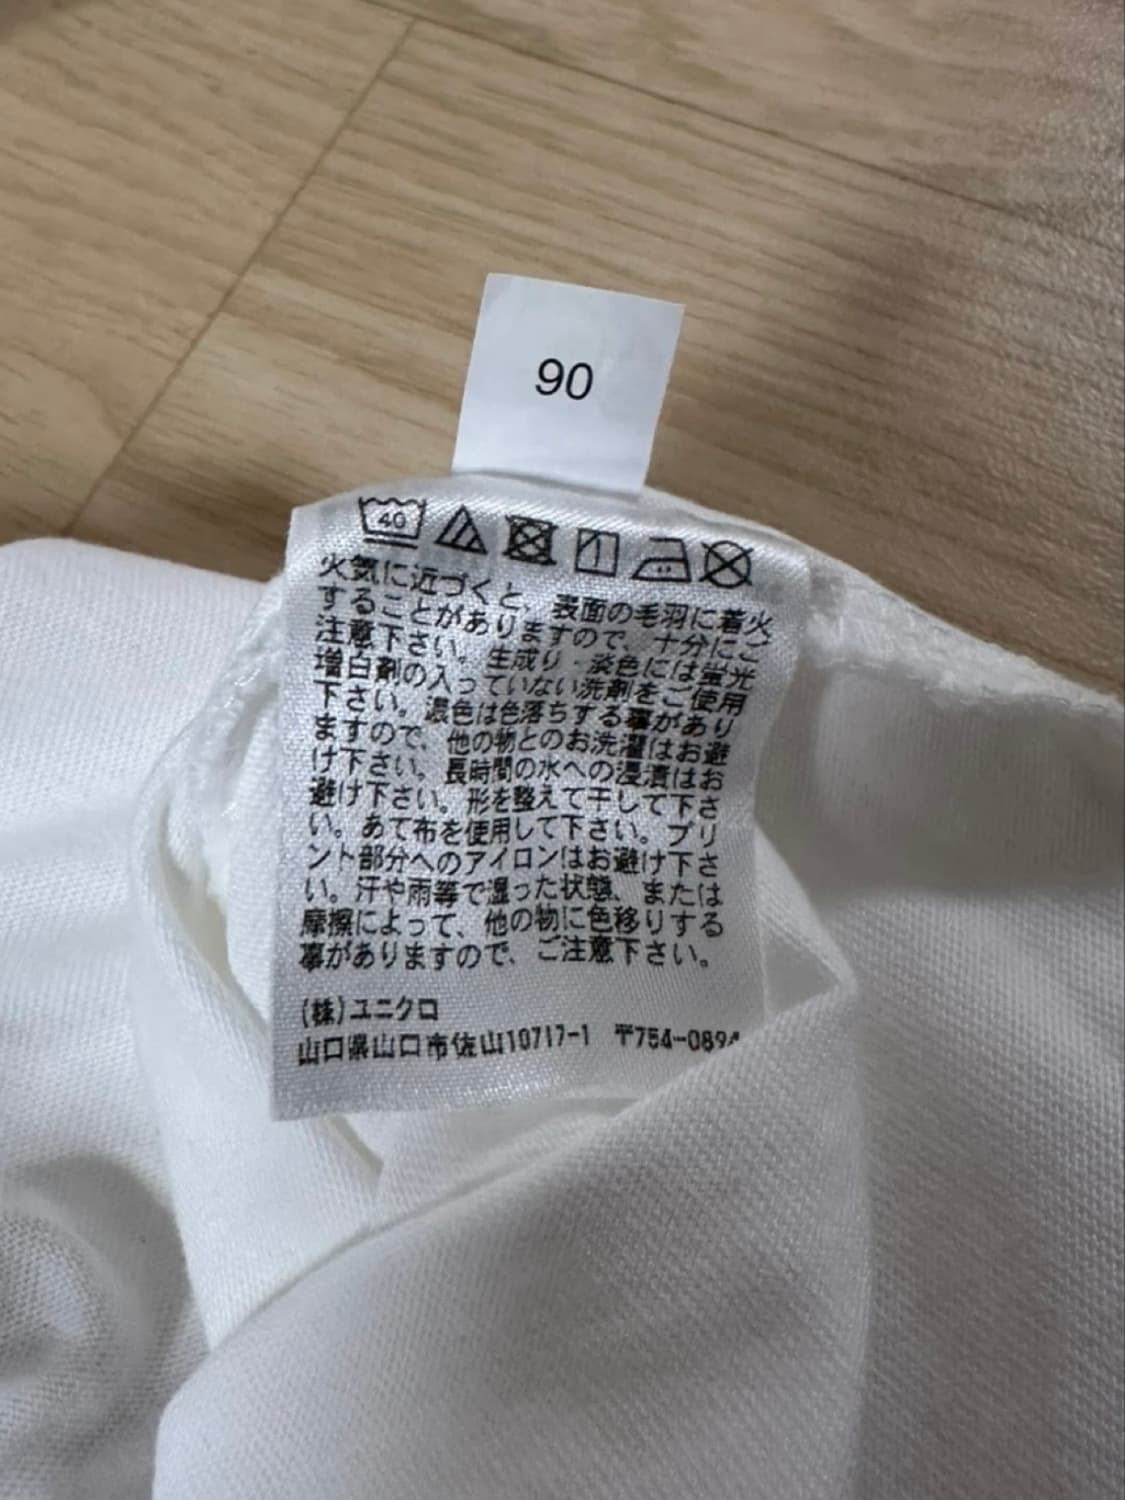 90
40
火気に近づくと、表面の毛羽に着火
することがありますので、十分にご
注意下さい。生成り・淡色には蛍光
増白剤の入っていない洗剤をご使用
下さい。濃色は色落ちする事があり
ますので、他の物とのお洗濯はお避
け下さい。長時間の水への浸漬はお
避け下さい。形を整えて干して下さ
い。あて布を使用して下さい。プリ
ント部分へのアイロンはお避け下さ
い。汗や雨等で湿った状態、または
摩擦によって、他の物に色移りする
事がありますので、ご注意下さい。
(株)ユニクロ
山口県山口市佐山10717-1 〒754-0894